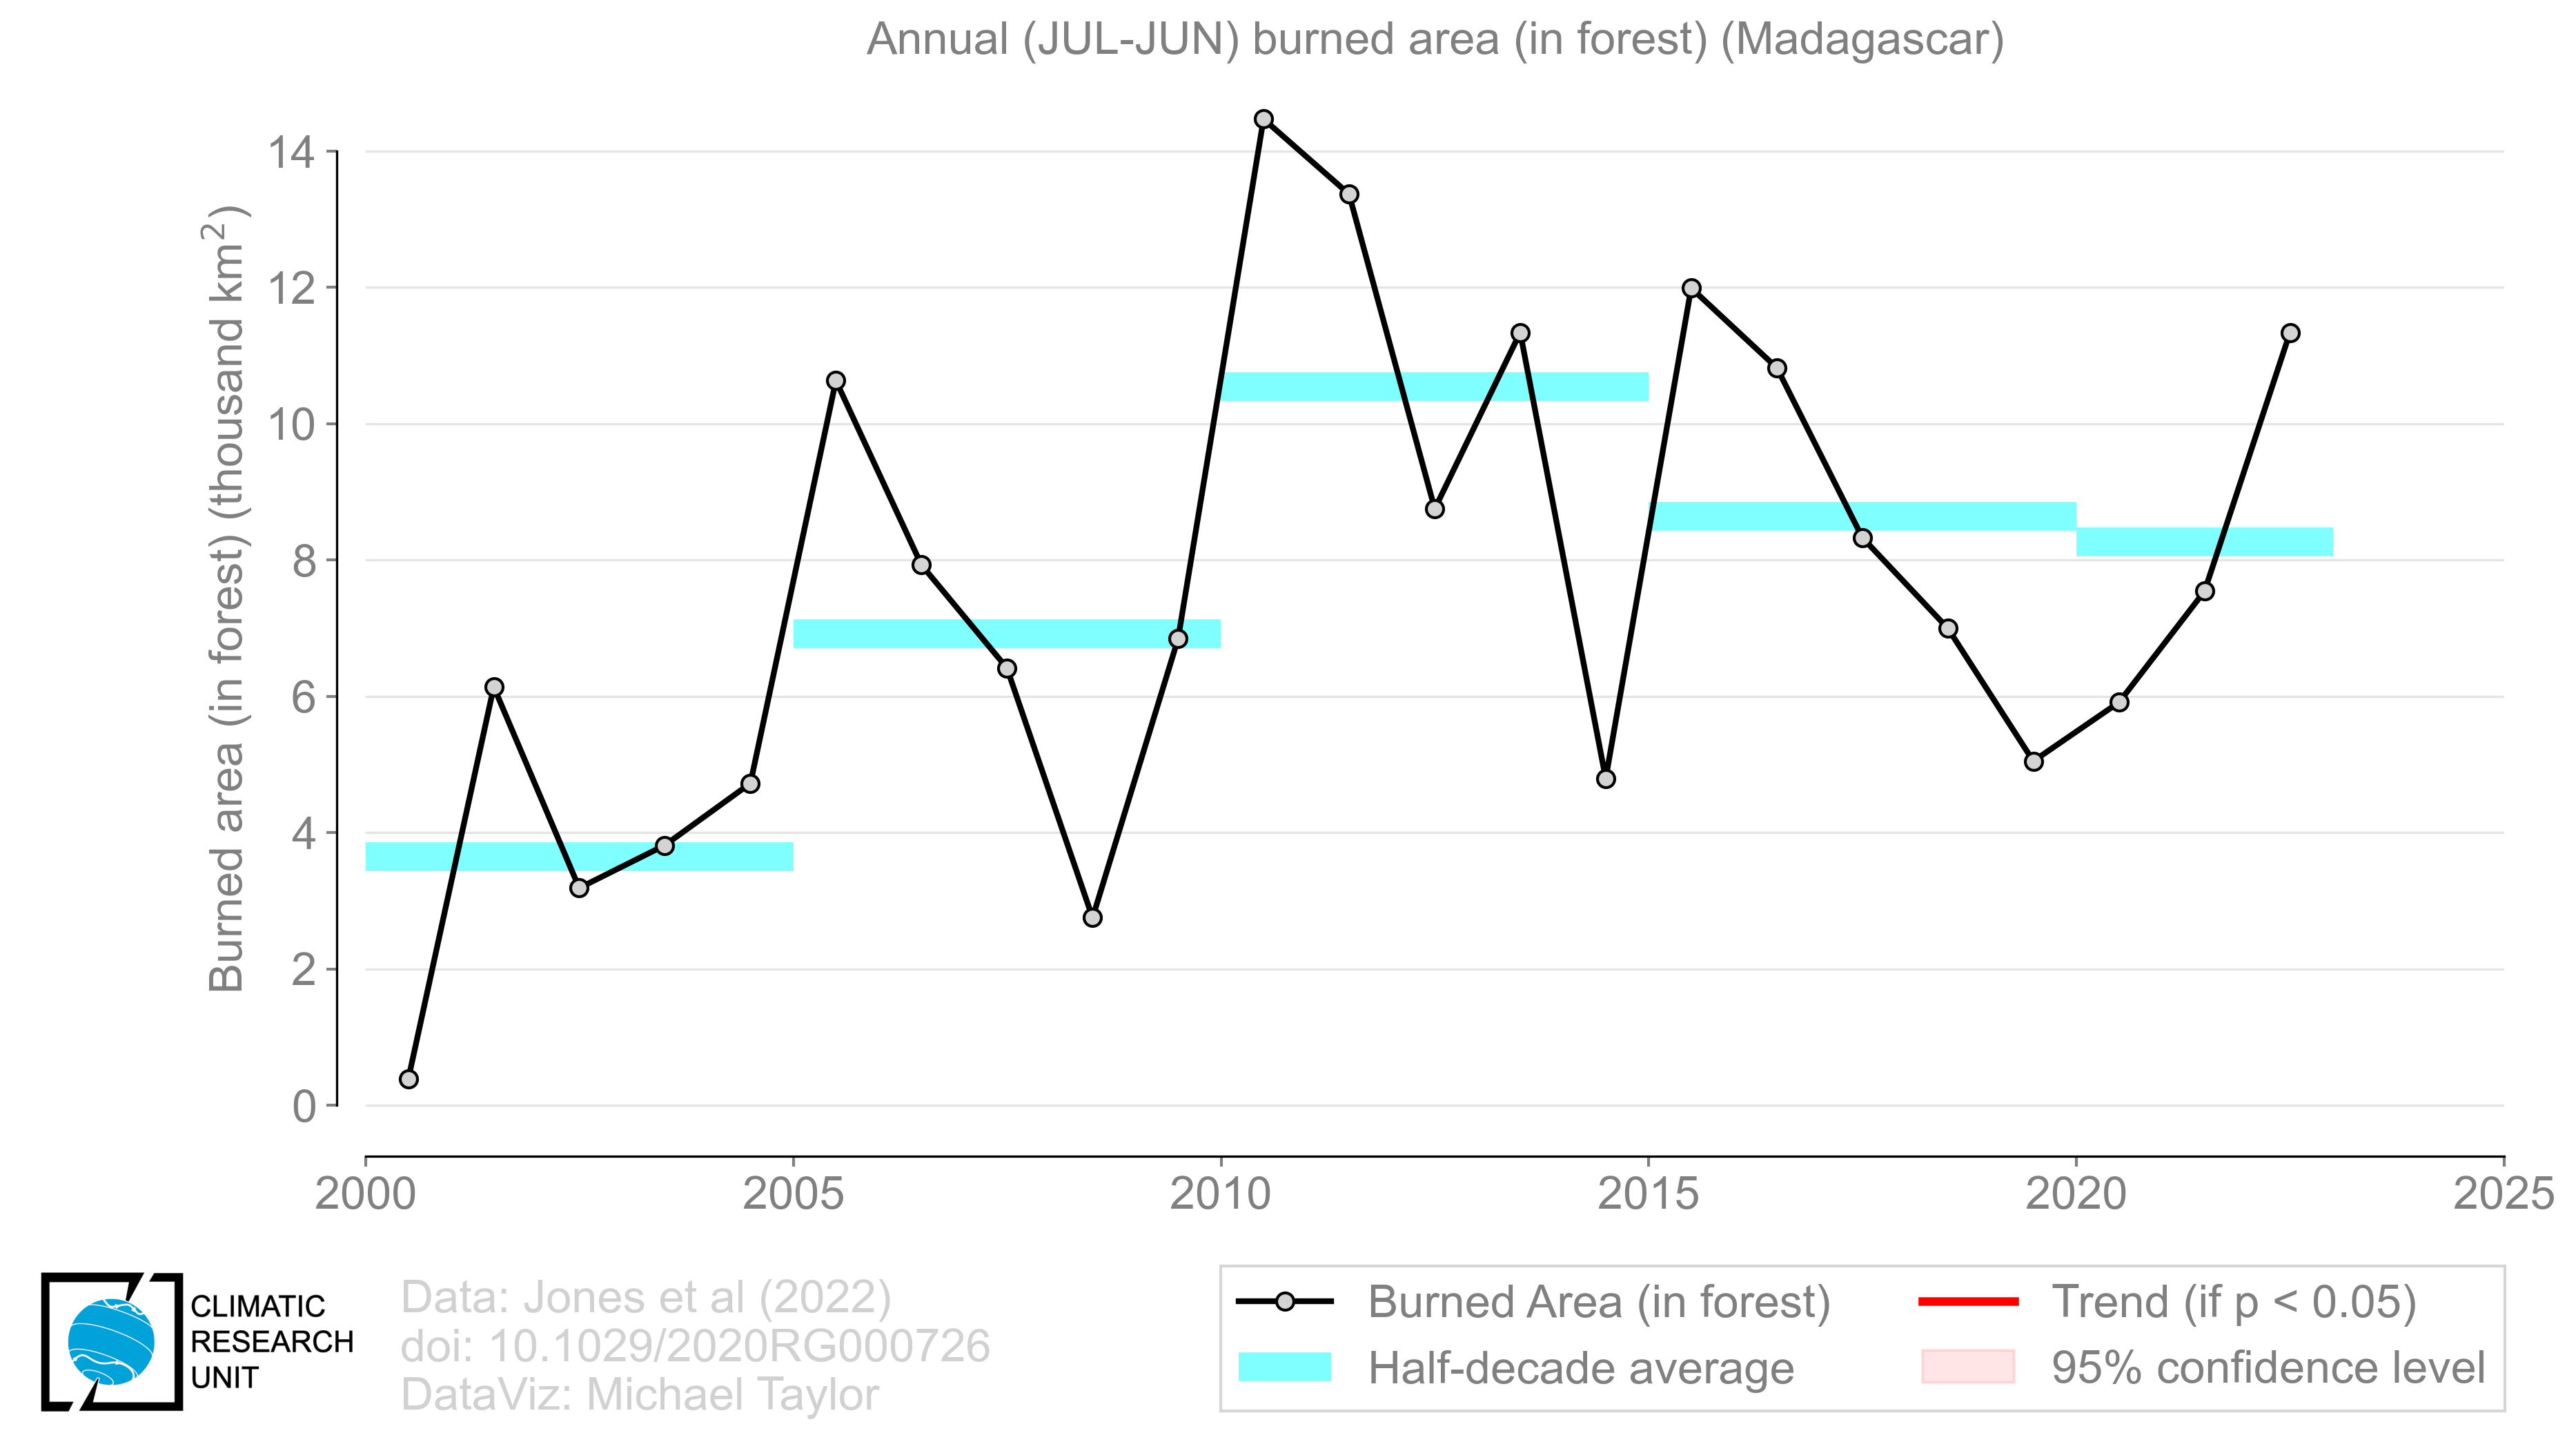 Annual (JUL-JUN) burned area (in forest) (Madagascar)
Burned area (in forest) (thousand km²)
14
12
10
8
6
4
2
0
2000
2005
2010
2015
2020
2025
CLIMATIC
RESEARCH
UNIT
Data: Jones et al (2022)
doi: 10.1029/2020RG000726
DataViz: Michael Taylor
Burned Area (in forest)
Half-decade average
Trend (if p < 0.05)
95% confidence level